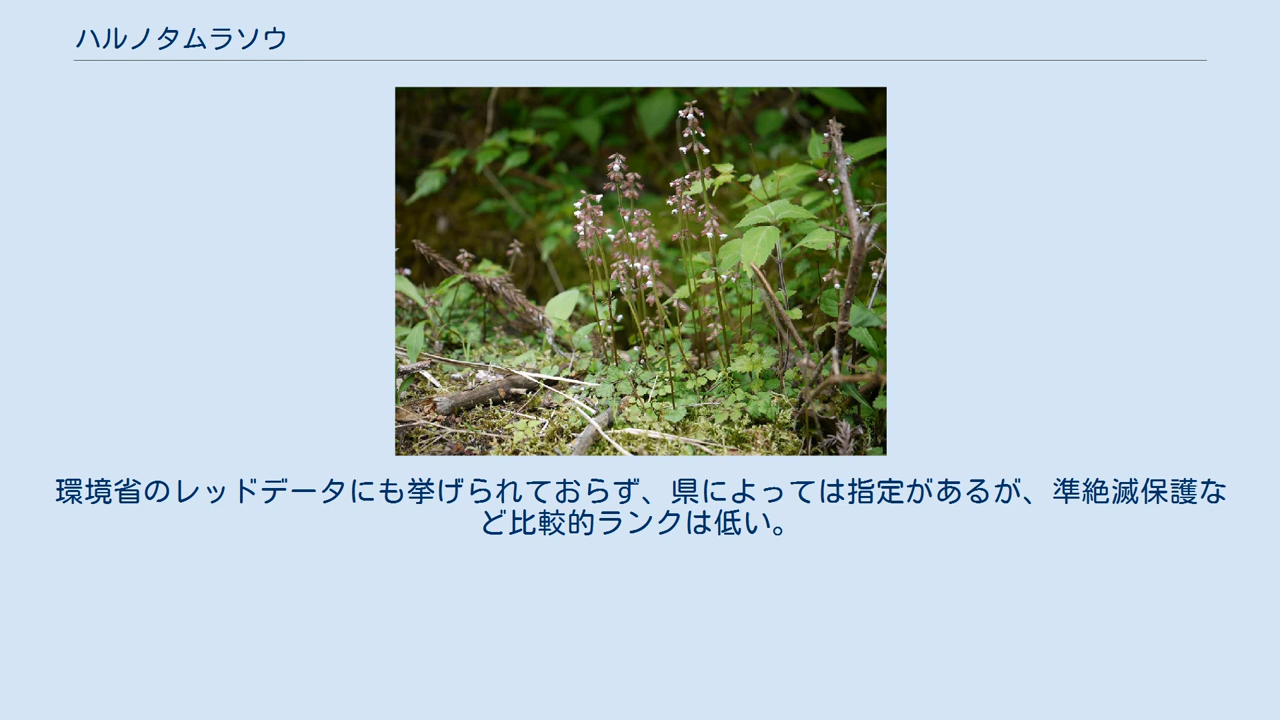 ハルノタムラソウ
環境省のレッドデータにも挙げられておらず、県によっては指定があるが、準絶滅保護な
ど比較的ランクは低い。